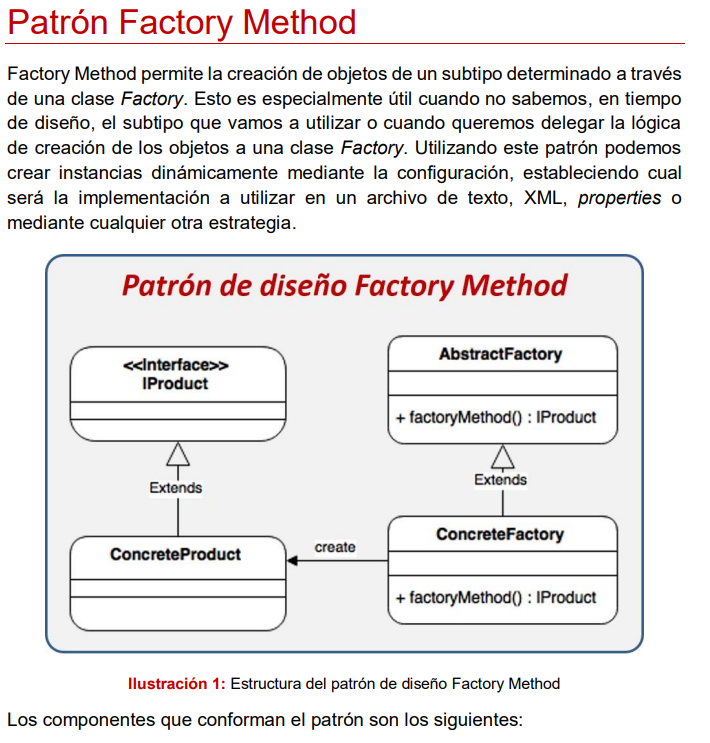 Patrón Factory Method
Factory Method permite la creación de objetos de un subtipo determinado a través
de una clase Factory. Esto es especialmente útil cuando no sabemos, en tiempo
de diseño, el subtipo que vamos a utilizar o cuando queremos delegar la lógica
de creación de los objetos a una clase Factory. Utilizando este patrón podemos
crear instancias dinámicamente mediante la configuración, estableciendo cual
será la implementación a utilizar en un archivo de texto, XML, properties o
mediante cualquier otra estrategia.
Patrón de diseño Factory Method
<<Interface>>
IProduct
AbstractFactory
+ factoryMethod() : IProduct
Extends
Extends
ConcreteProduct
create
ConcreteFactory
+ factoryMethod() : IProduct
Ilustración 1: Estructura del patrón de diseño Factory Method
Los componentes que conforman el patrón son los siguientes: